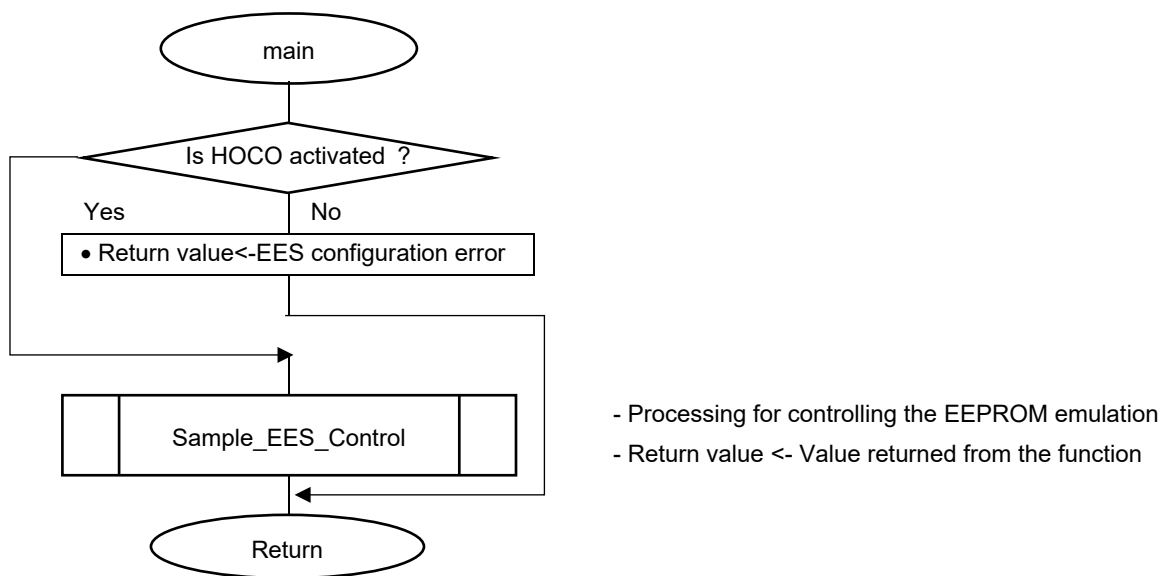 main
Is HOCO activated ?
Yes
No
• Return value<-EES configuration error
Sample_EES_Control
- Processing for controlling the EEPROM emulation
- Return value <- Value returned from the function
Return